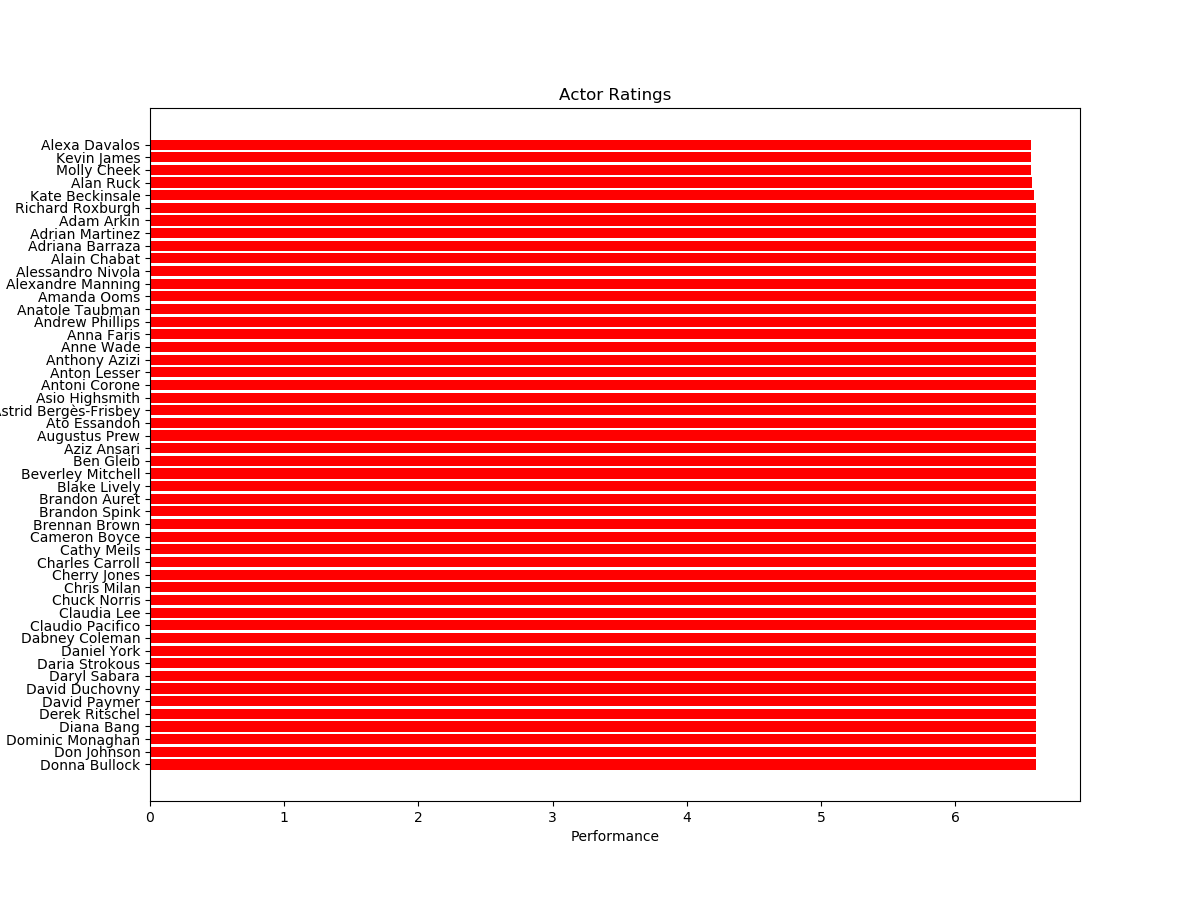 Actor Ratings
Alexa Davalos
Kevin James
Molly Cheek
Alan Ruck
Kate Beckinsale
Richard Roxburgh
Adam Arkin
Adrian Martinez
Adriana Barraza
Alain Chabat
Alessandro Nivola
Alexandre Manning
Amanda Ooms
Anatole Taubman
Andrew Phillips
Anna Faris
Anne Wade
Anthony Azizi
Anton Lesser
Antoni Corone
Asio Highsmith
Astrid Bergès-Frisbey
Ato Essandoh
Augustus Prew
Aziz Ansari
Ben Gleib
Beverley Mitchell
Blake Lively
Brandon Auret
Brandon Spink
Brennan Brown
Cameron Boyce
Cathy Meils
Charles Carroll
Cherry Jones
Chris Milan
Chuck Norris
Claudia Lee
Claudio Pacifico
Dabney Coleman
Daniel York
Daria Strokous
Daryl Sabara
David Duchovny
David Paymer
Derek Ritschel
Diana Bang
Dominic Monaghan
Don Johnson
Donna Bullock
0 1 2 3 4 5 6
Performance